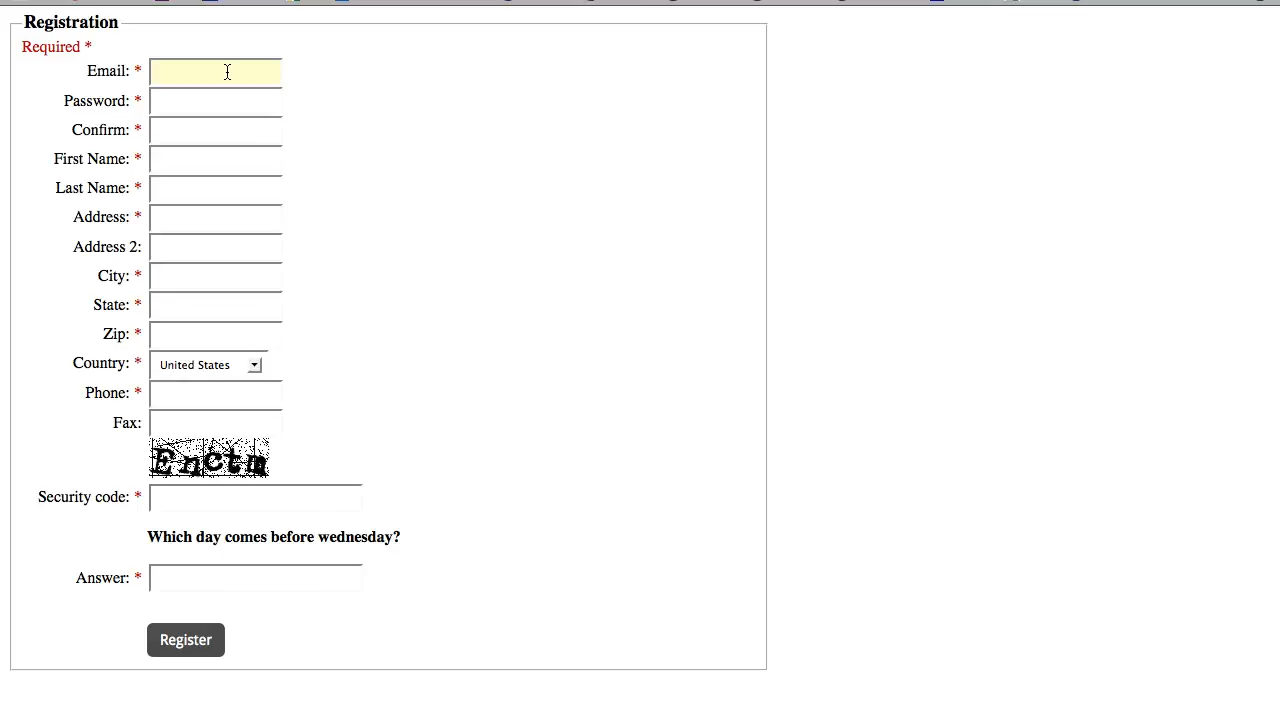 Registration
Required *
Email: *
Password: *
Confirm: *
First Name: *
Last Name: *
Address: *
Address 2:
City: *
State: *
Zip: *
Country: * United States
Phone: *
Fax:
Security code: *
Which day comes before wednesday?
Answer: *
Register